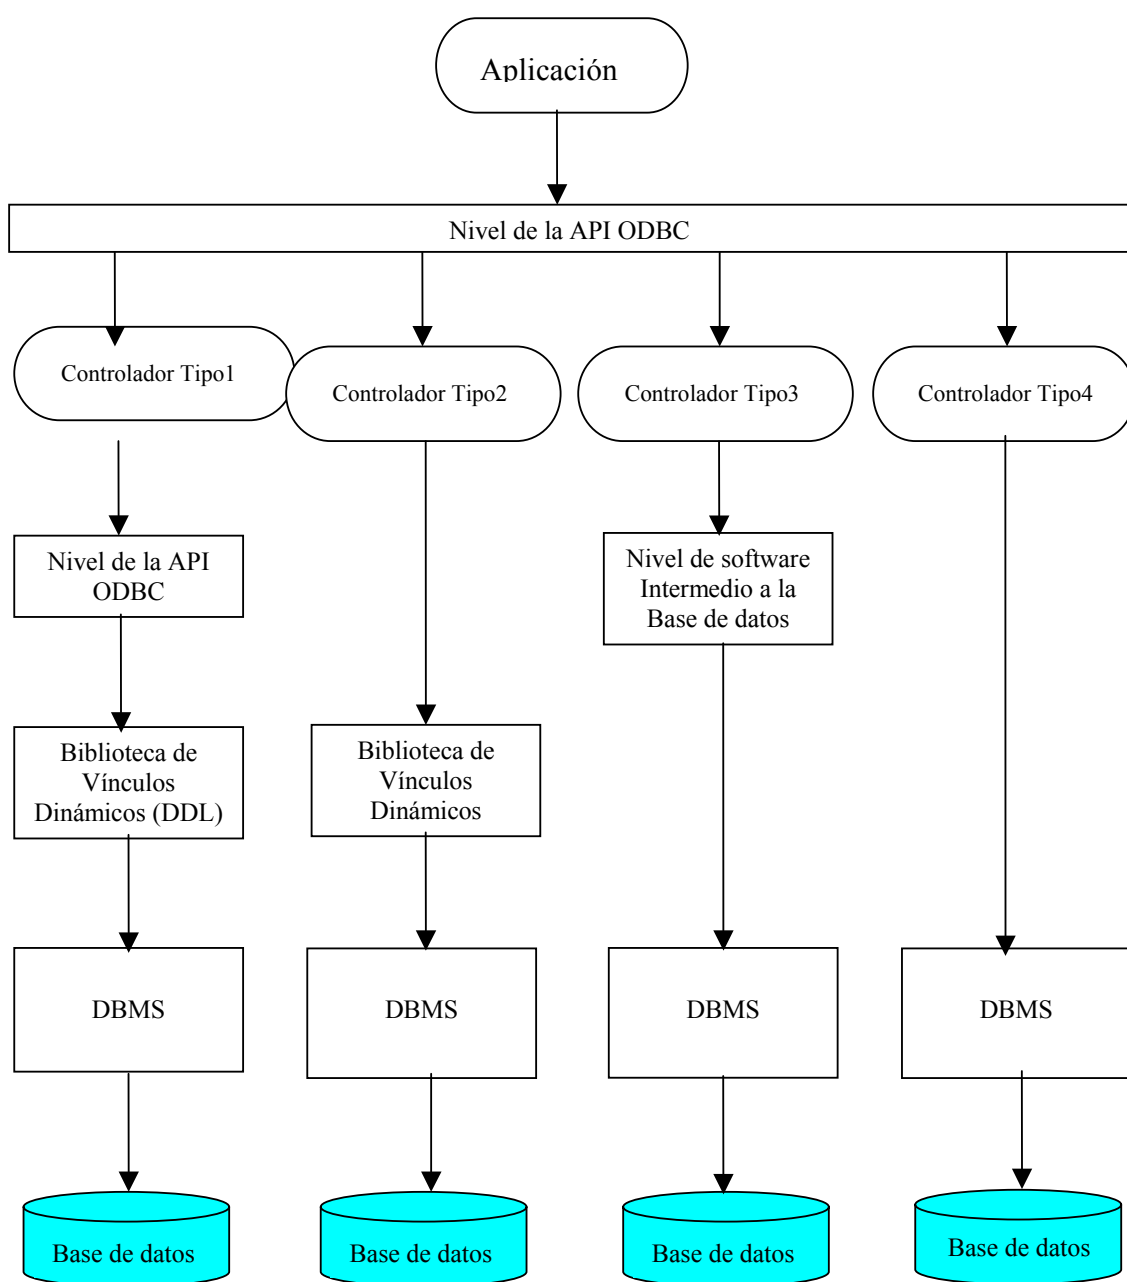 Aplicación
Nivel de la API ODBC
Controlador Tipo1
Controlador Tipo2
Controlador Tipo3
Controlador Tipo4
Nivel de la API
ODBC
Nivel de software
Intermedio a la
Base de datos
Biblioteca de
Vínculos
Dinámicos (DDL)
Biblioteca de
Vínculos
Dinámicos
DBMS
DBMS
DBMS
DBMS
Base de datos
Base de datos
Base de datos
Base de datos